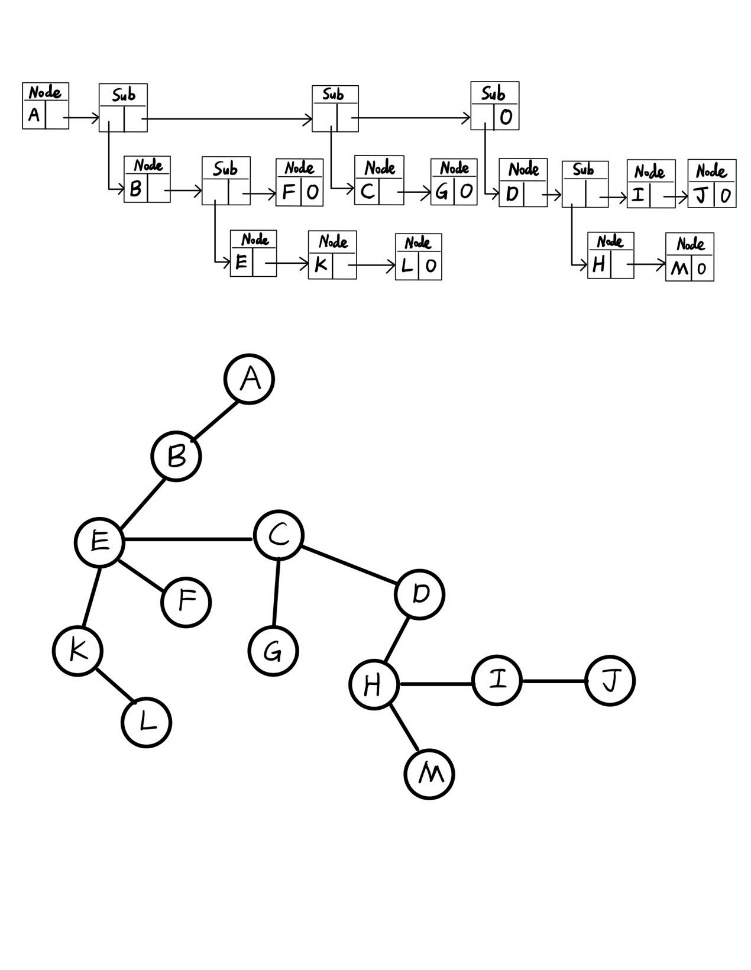 Node Sub Sub Sub
A 0
Node Sub Node Node Node Node Sub Node Node
B F 0 C G 0 D I J 0
Node Node Node Node Node
E K L 0 H M 0
A
B
E C
F D
K G
H I J
L
M